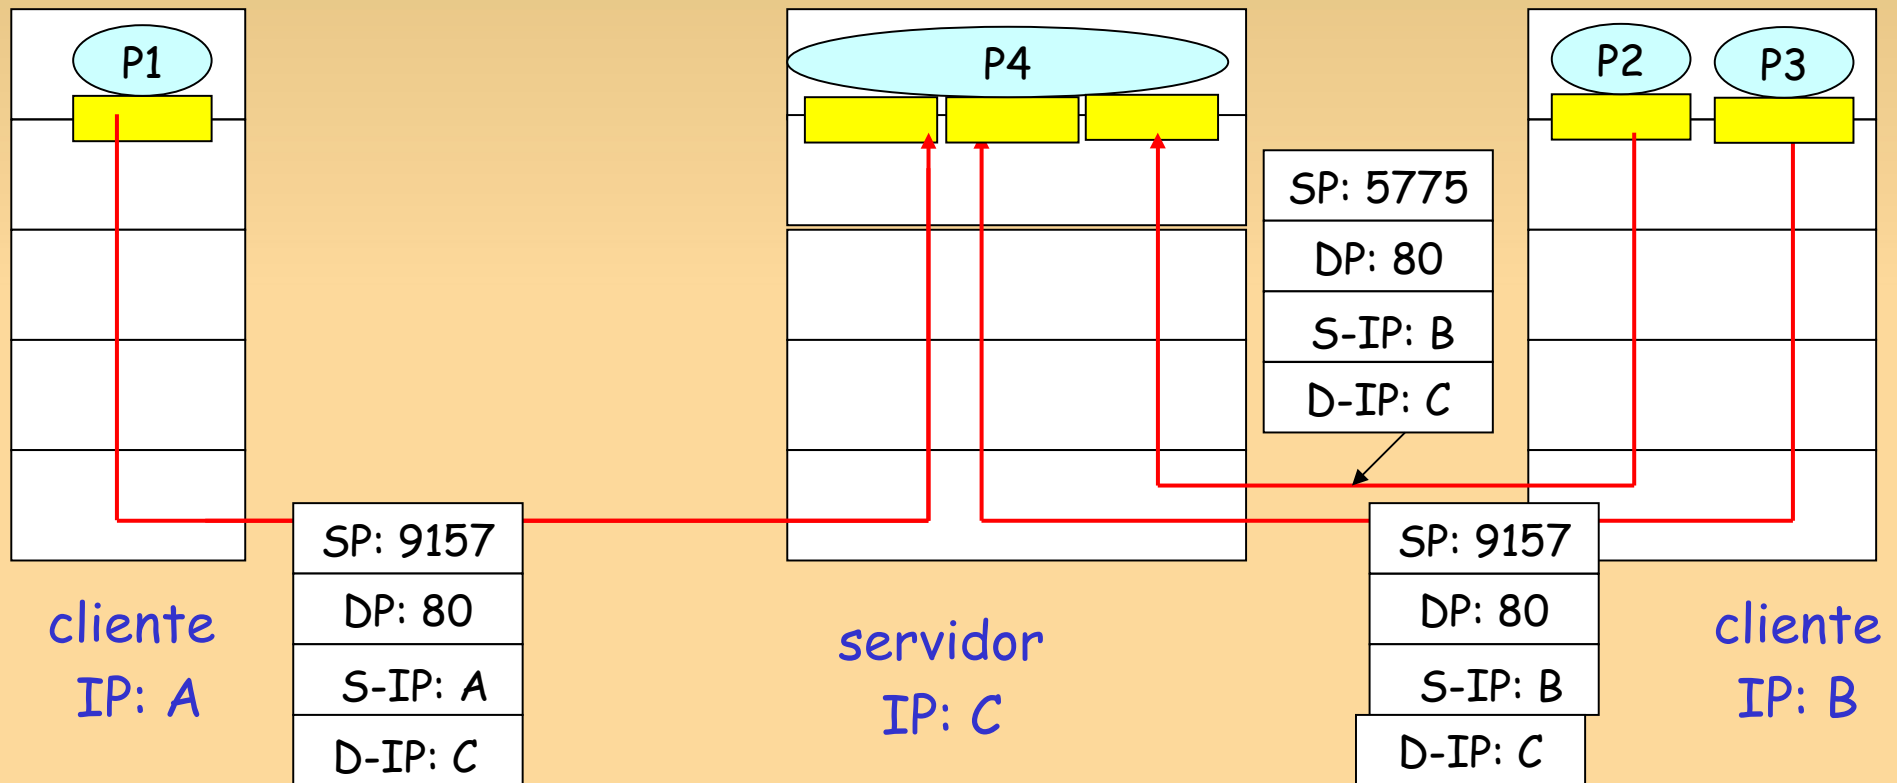 P1
P4
P2
P3
SP: 5775
DP: 80
S-IP: B
D-IP: C
SP: 9157
DP: 80
S-IP: A
D-IP: C
SP: 9157
DP: 80
S-IP: B
D-IP: C
cliente
IP: A
servidor
IP: C
cliente
IP: B